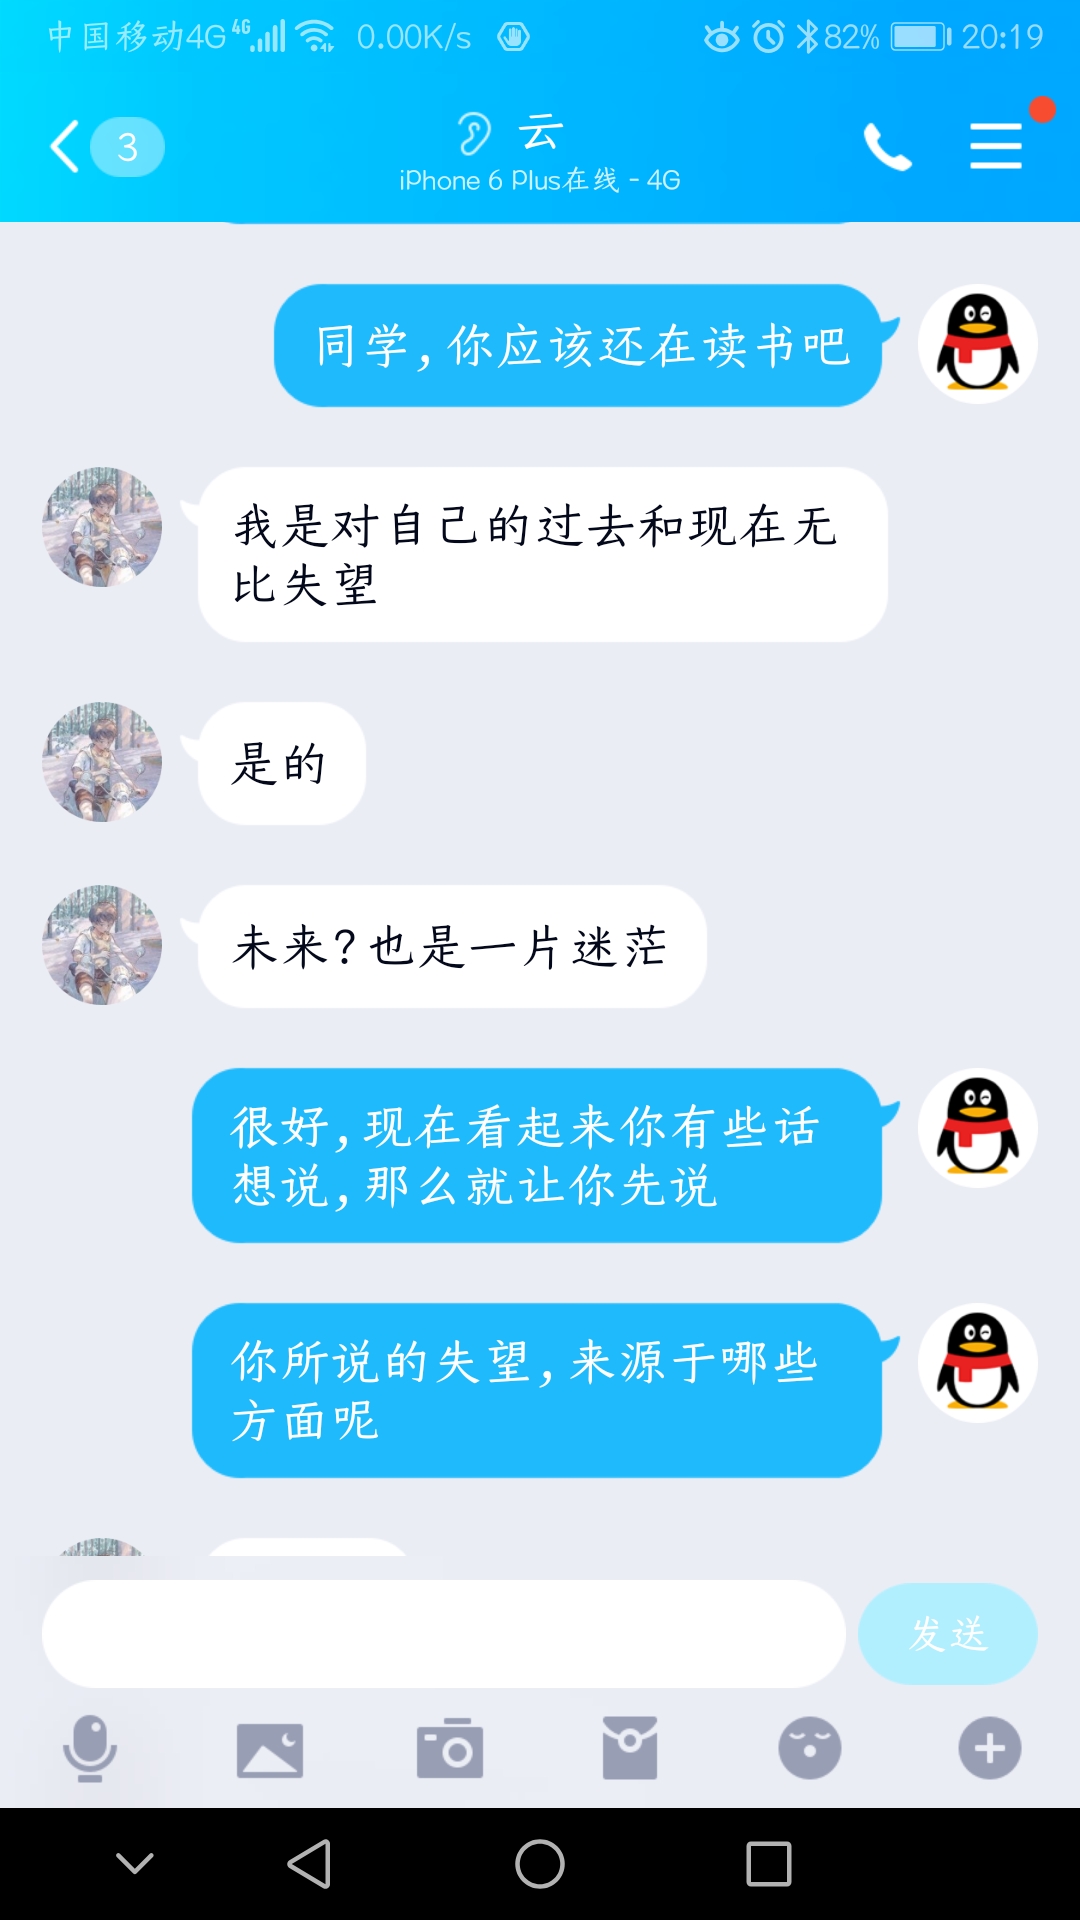 中国移动4G 4G 0.00K/s 82% 20:19
3
云
iPhone 6 Plus在线 - 4G
同学,你应该还在读书吧
我是对自己的过去和现在无
比失望
是的
未来?也是一片迷茫
很好,现在看起来你有些话
想说,那么就让你先说
你所说的失望,来源于哪些
方面呢
发送